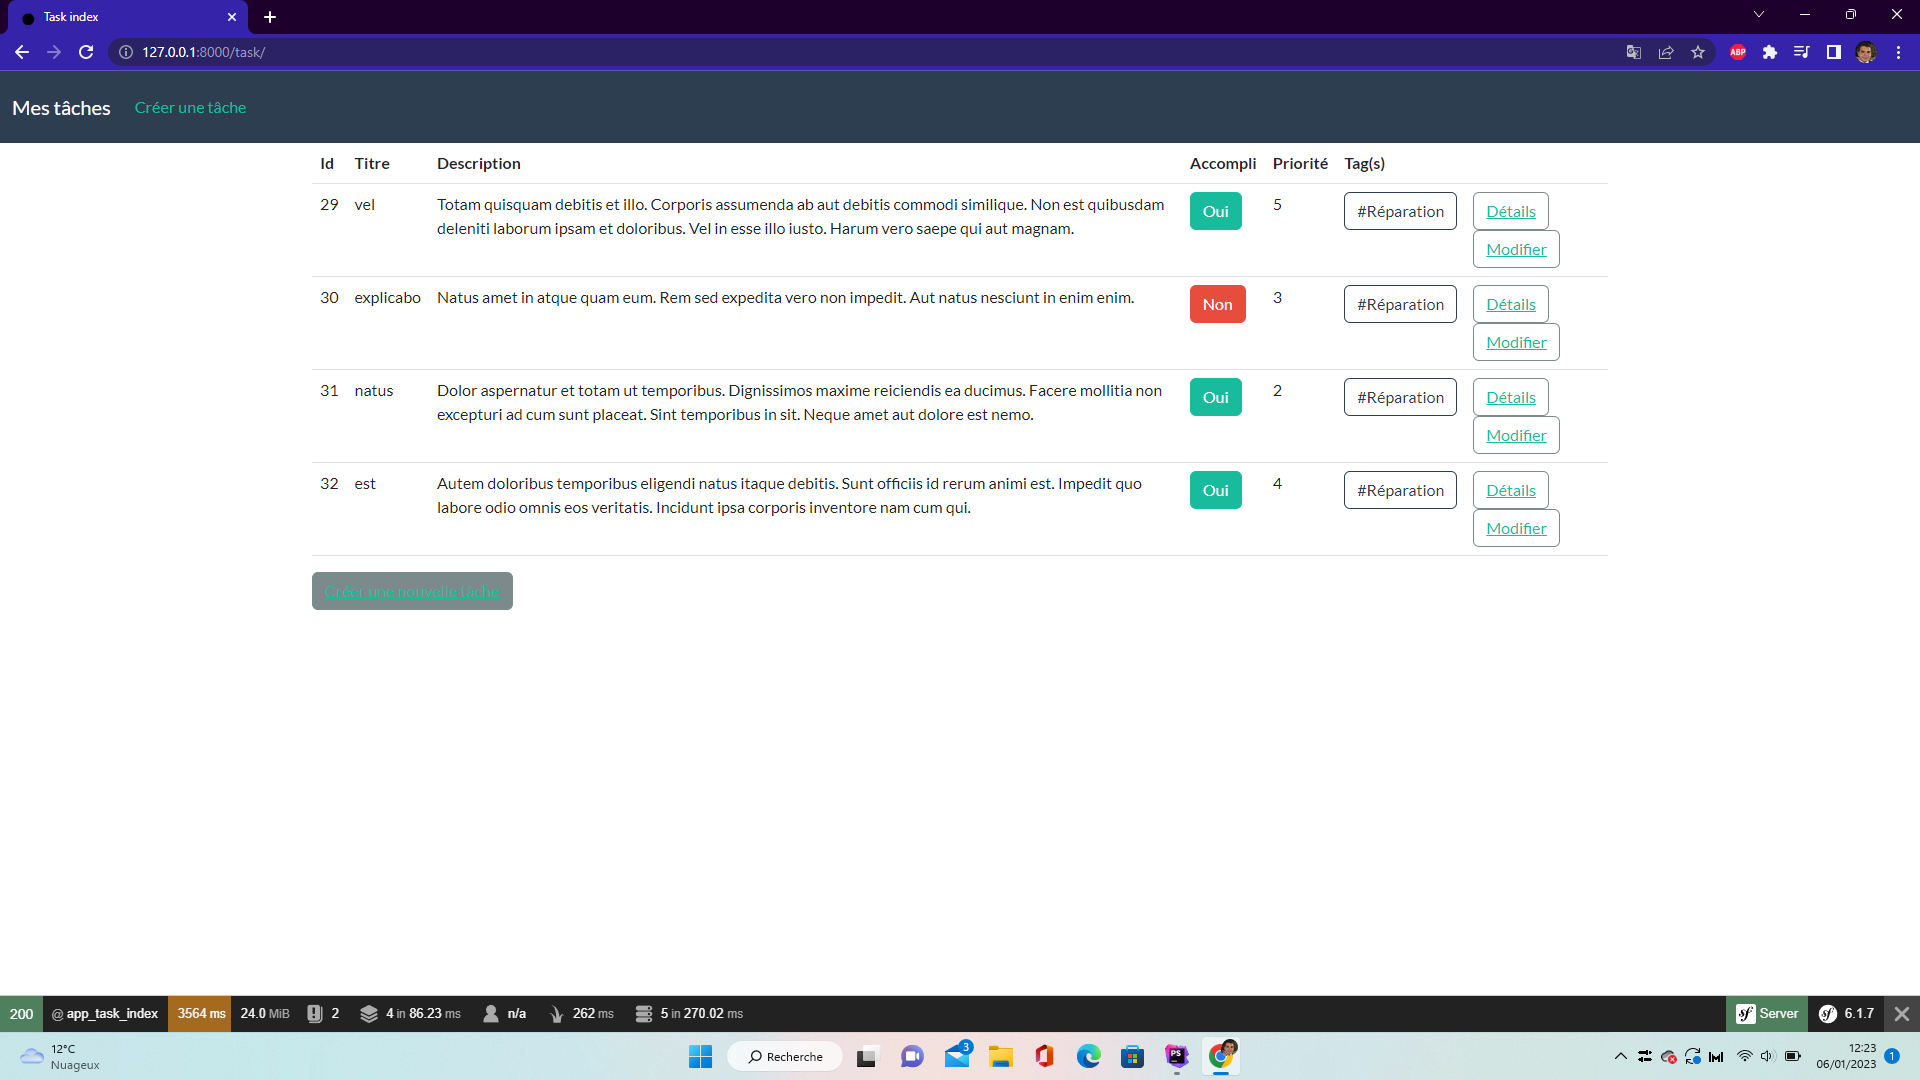 Task index
127.0.0.1:8000/task/
ABP
Mes tâches Créer une tâche
Id Titre Description Accompli Priorité Tag(s)
29 vel Totam quisquam debitis et illo. Corporis assumenda ab aut debitis commodi similique. Non est quibusdam Oui 5 #Réparation Détails
deleniti laborum ipsam et doloribus. Vel in esse illo iusto. Harum vero saepe qui aut magnam.
Modifier
30 explicabo Natus amet in atque quam eum. Rem sed expedita vero non impedit. Aut natus nesciunt in enim enim. Non 3 #Réparation Détails
Modifier
31 natus Dolor aspernatur et totam ut temporibus. Dignissimos maxime reiciendis ea ducimus. Facere mollitia non Oui 2 #Réparation Détails
excepturi ad cum sunt placeat. Sint temporibus in sit. Neque amet aut dolore est nemo.
Modifier
32 est Autem doloribus temporibus eligendi natus itaque debitis. Sunt officiis id rerum animi est. Impedit quo Oui 4 #Réparation Détails
labore odio omnis eos veritatis. Incidunt ipsa corporis inventore nam cum qui.
Modifier
Créer une nouvelle tâche
200 @ app_task_index 3564 ms 24.0 MiB 2 4 in 86.23 ms n/a 262 ms 5 in 270.02 ms Server 6.1.7
12°C
Nuageux
Recherche
3
PS
12:23
06/01/2023
1